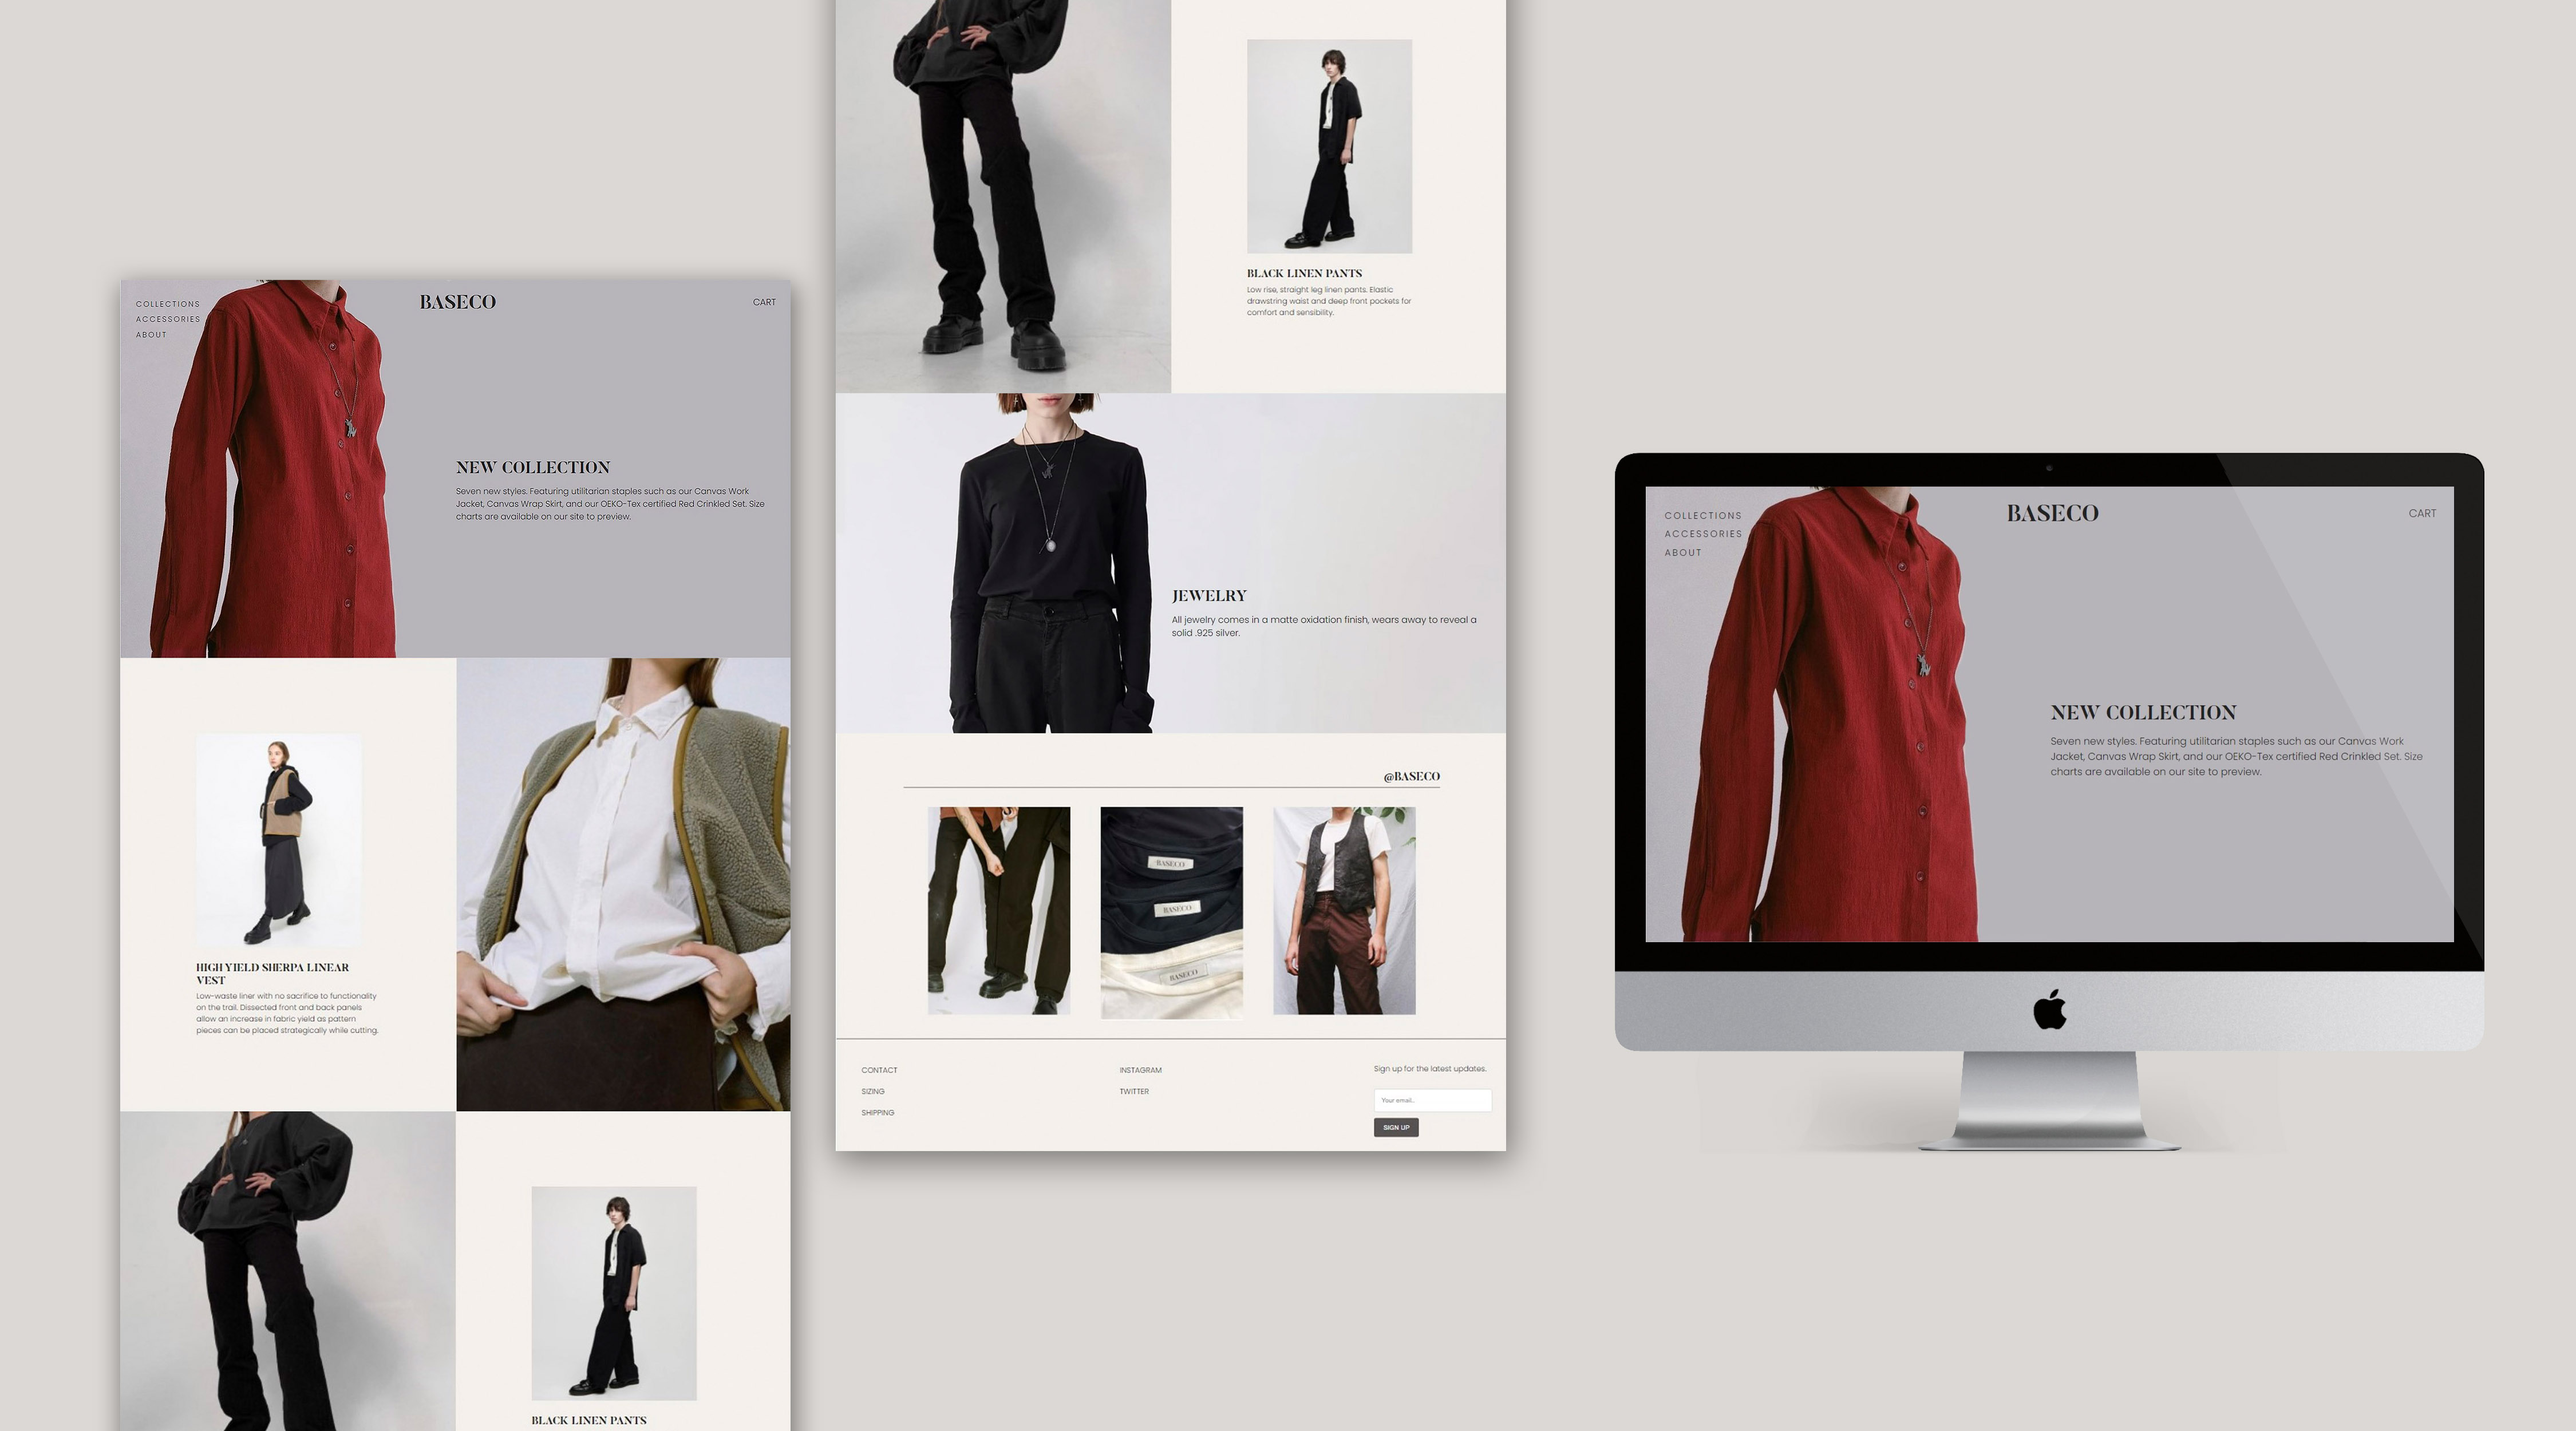 COLLECTIONS
ACCESSORIES
ABOUT
BASECO
CART
NEW COLLECTION
Seven new styles. Featuring utilitarian staples such as our Canvas Work
Jacket, Canvas Wrap Skirt, and our OEKO-Tex certified Red Crinkled Set. Size
charts are available on our site to preview.
HIGH YIELD SHERPA LINEAR
VEST
Low-waste liner with no sacrifice to functionality
on the trail. Dissected front and back panels
allow an increase in fabric yield as pattern
pieces can be placed strategically while cutting.
BLACK LINEN PANTS
BLACK LINEN PANTS
Low rise, straight leg linen pants. Elastic
drawstring waist and deep front pockets for
comfort and sensibility.
JEWELRY
All jewelry comes in a matte oxidation finish, wears away to reveal a
solid .925 silver.
@BASECO
BASECO
BASECO
BASECO
CONTACT
SIZING
SHIPPING
INSTAGRAM
TWITTER
Sign up for the latest updates.
Your email..
SIGN UP
COLLECTIONS
ACCESSORIES
ABOUT
BASECO
CART
NEW COLLECTION
Seven new styles. Featuring utilitarian staples such as our Canvas Work
Jacket, Canvas Wrap Skirt, and our OEKO-Tex certified Red Crinkled Set. Size
charts are available on our site to preview.